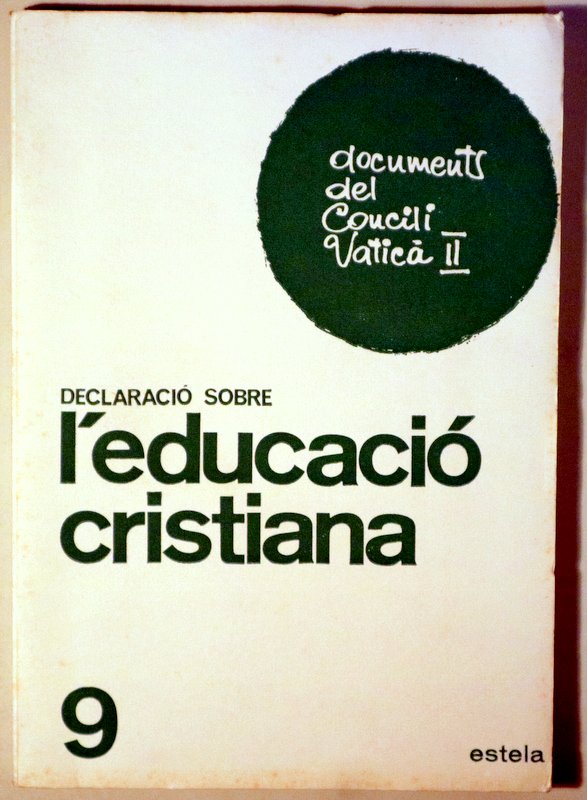 documents
del
Concili
Vaticà II
DECLARACIÓ SOBRE
l'educació
cristiana
9
estela